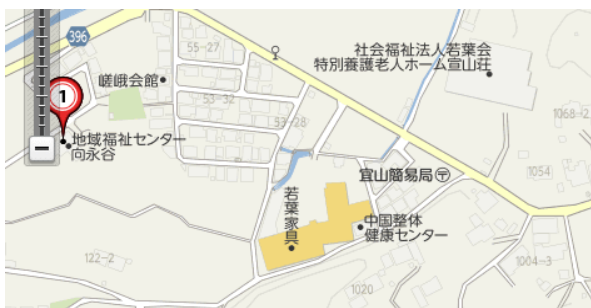 396
55-27
社会福祉法人若葉会
特別養護老人ホーム宣山荘
嵯峨会館
53-32
1068-2
1
53-28
地域福祉センター
向永谷
宜山簡易局
1054
若葉家具
中国整体
健康センター
122-2
1004-3
1020